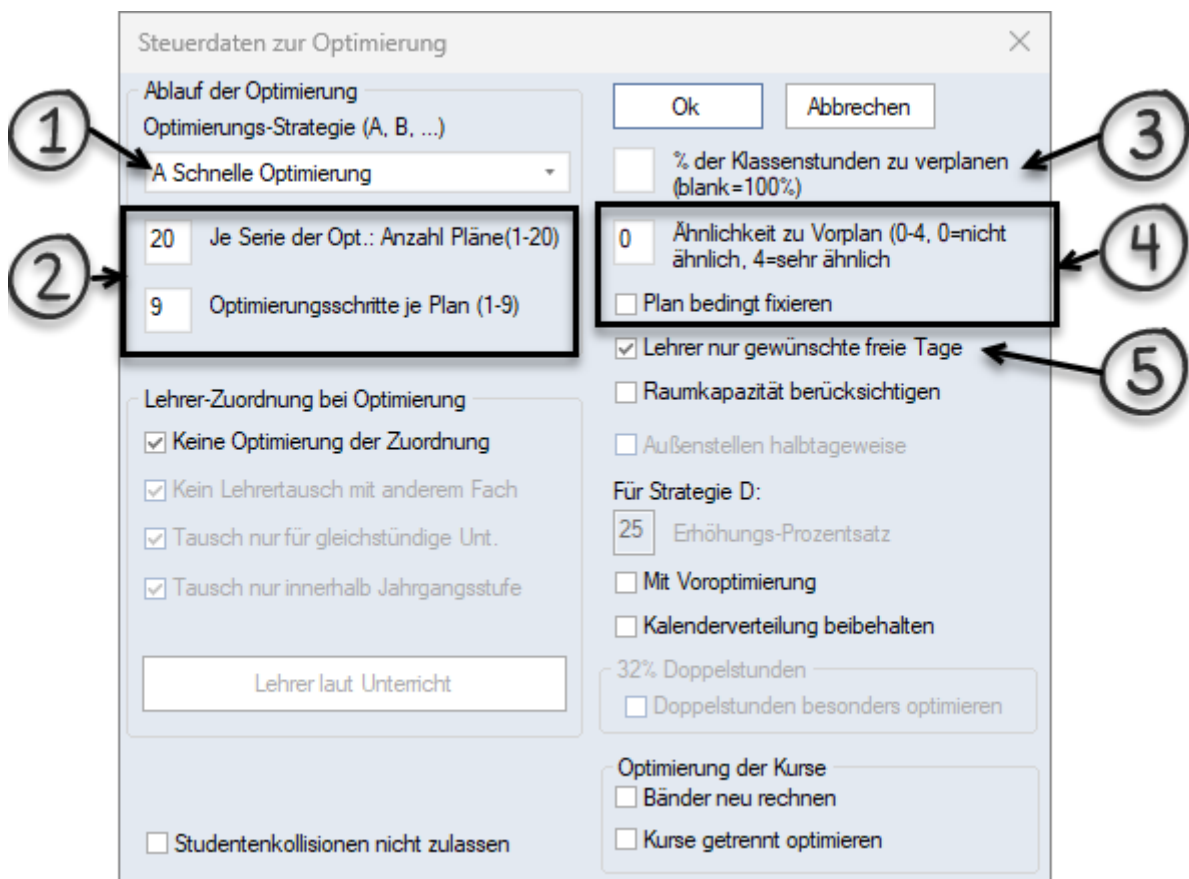 Steuerdaten zur Optimierung
Ablauf der Optimierung
Optimierungs-Strategie (A, B, ...)
1
A Schnelle Optimierung
2
20 Je Serie der Opt.: Anzahl Pläne(1-20)
9 Optimierungsschritte je Plan (1-9)
Lehrer-Zuordnung bei Optimierung
Keine Optimierung der Zuordnung
Kein Lehrertausch mit anderem Fach
Tausch nur für gleichstündige Unt.
Tausch nur innerhalb Jahrgangsstufe
Lehrer laut Unterricht
Studentenkollisionen nicht zulassen
Ok
Abbrechen
% der Klassenstunden zu verplanen
(blank=100%)
3
0 Ähnlichkeit zu Vorplan (0-4, 0=nicht
ähnlich, 4=sehr ähnlich
4
Plan bedingt fixieren
Lehrer nur gewünschte freie Tage
5
Raumkapazität berücksichtigen
Außenstellen halbtageweise
Für Strategie D:
25 Erhöhungs-Prozentsatz
Mit Voroptimierung
Kalenderverteilung beibehalten
32% Doppelstunden
Doppelstunden besonders optimieren
Optimierung der Kurse
Bänder neu rechnen
Kurse getrennt optimieren